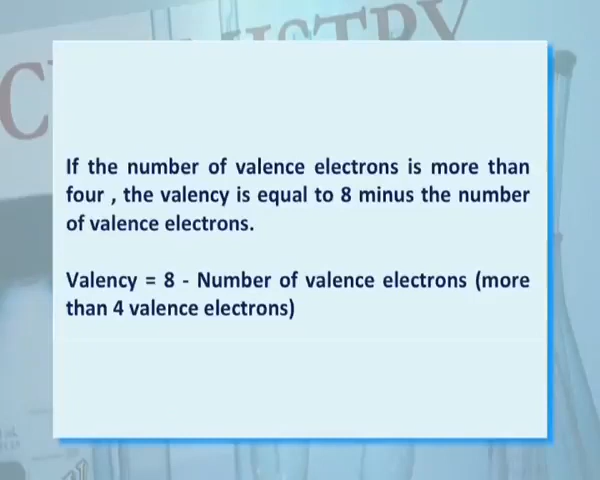 If the number of valence electrons is more than
four , the valency is equal to 8 minus the number
of valence electrons.
Valency = 8 - Number of valence electrons (more
than 4 valence electrons)